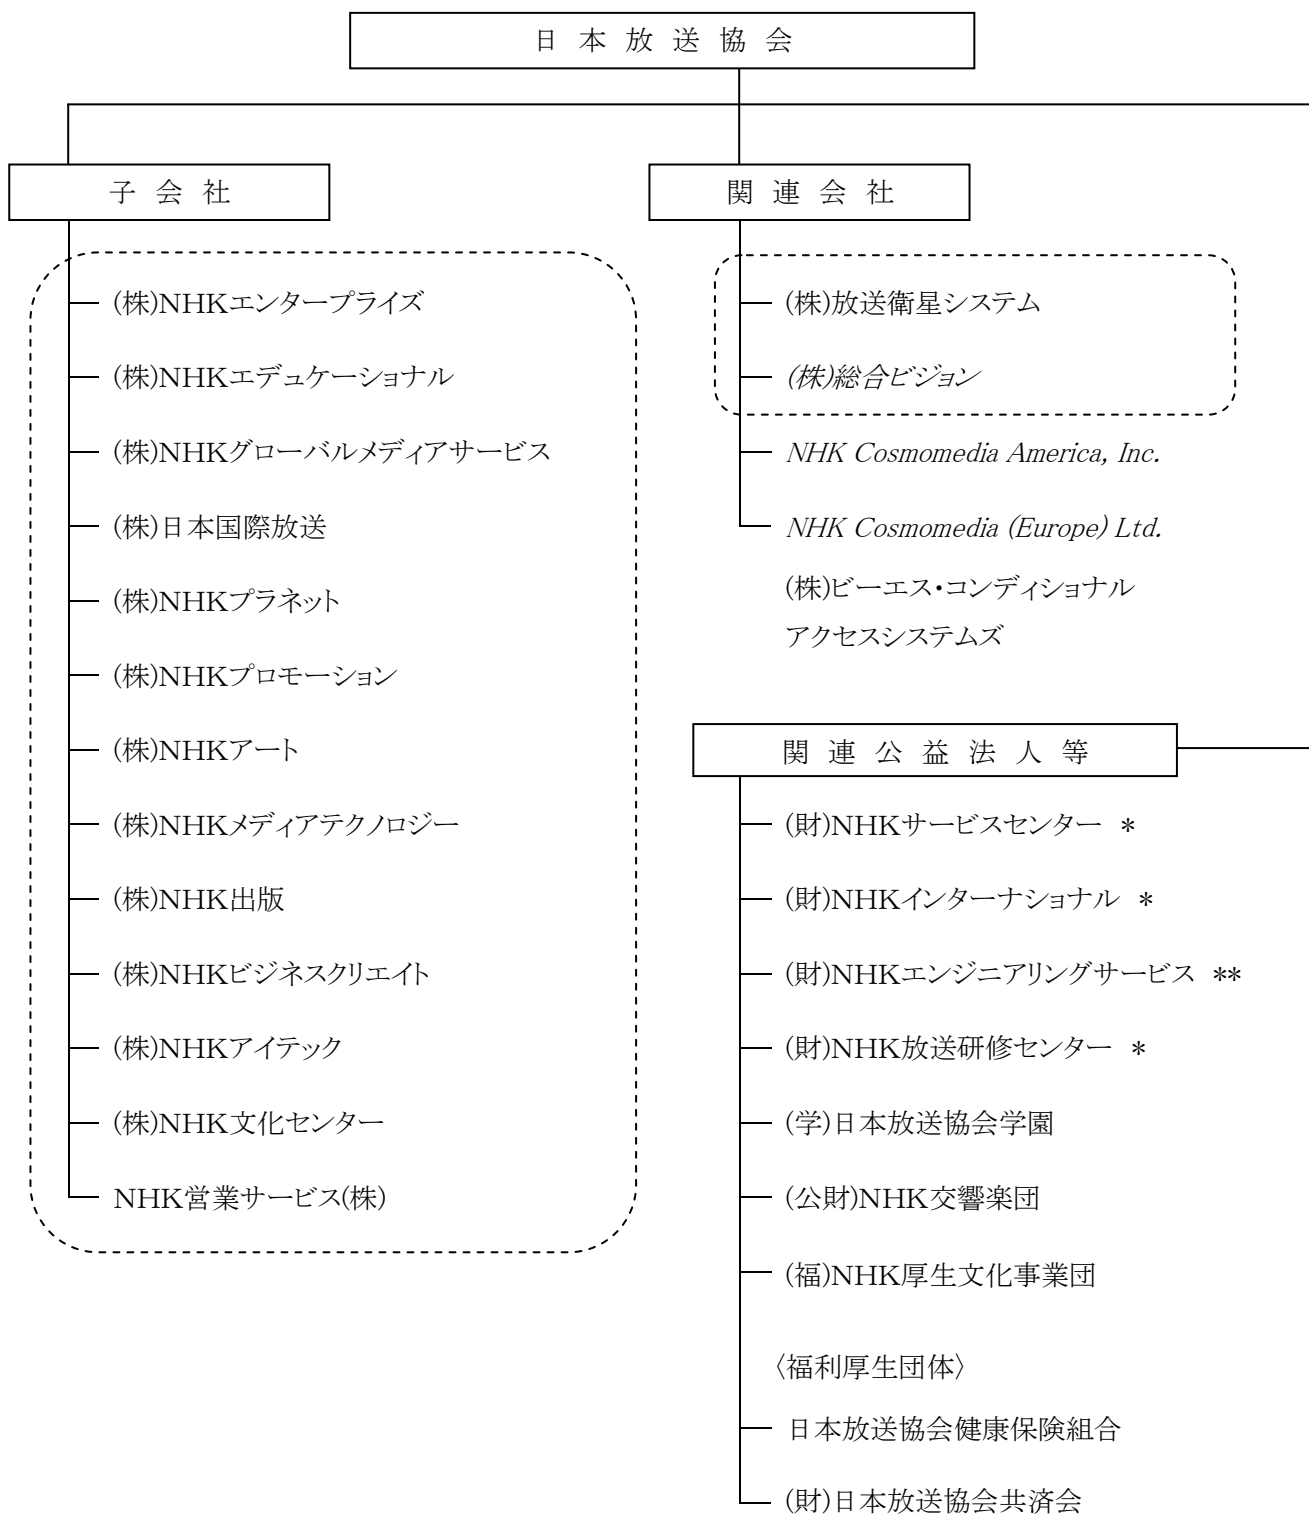 日本放送協会
子会社
(株)NHKエンタープライズ
(株)NHKエデュケーショナル
(株)NHKグローバルメディアサービス
(株)日本国際放送
(株)NHKプラネット
(株)NHKプロモーション
(株)NHKアート
(株)NHKメディアテクノロジー
(株)NHK出版
(株)NHKビジネスクリエイト
(株)NHKアイテック
(株)NHK文化センター
NHK営業サービス(株)
関連会社
(株)放送衛星システム
(株)総合ビジョン
NHK Cosmomedia America, Inc.
NHK Cosmomedia (Europe) Ltd.
(株)ビーエス・コンディショナル
アクセスシステムズ
関連公益法人等
(財)NHKサービスセンター *
(財)NHKインターナショナル *
(財)NHKエンジニアリングサービス **
(財)NHK放送研修センター *
(学)日本放送協会学園
(公財)NHK交響楽団
(福)NHK厚生文化事業団
〈福利厚生団体〉
日本放送協会健康保険組合
(財)日本放送協会共済会